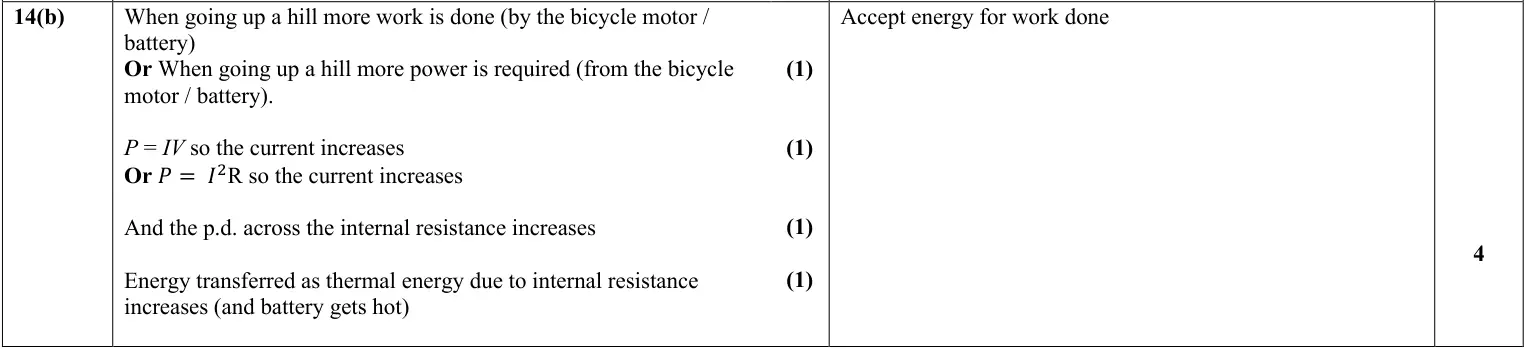 14(b) When going up a hill more work is done (by the bicycle motor / Accept energy for work done
battery)
Or When going up a hill more power is required (from the bicycle (1)
motor / battery).
P = IV so the current increases (1)
Or P = I²R so the current increases
And the p.d. across the internal resistance increases (1)
4
Energy transferred as thermal energy due to internal resistance (1)
increases (and battery gets hot)